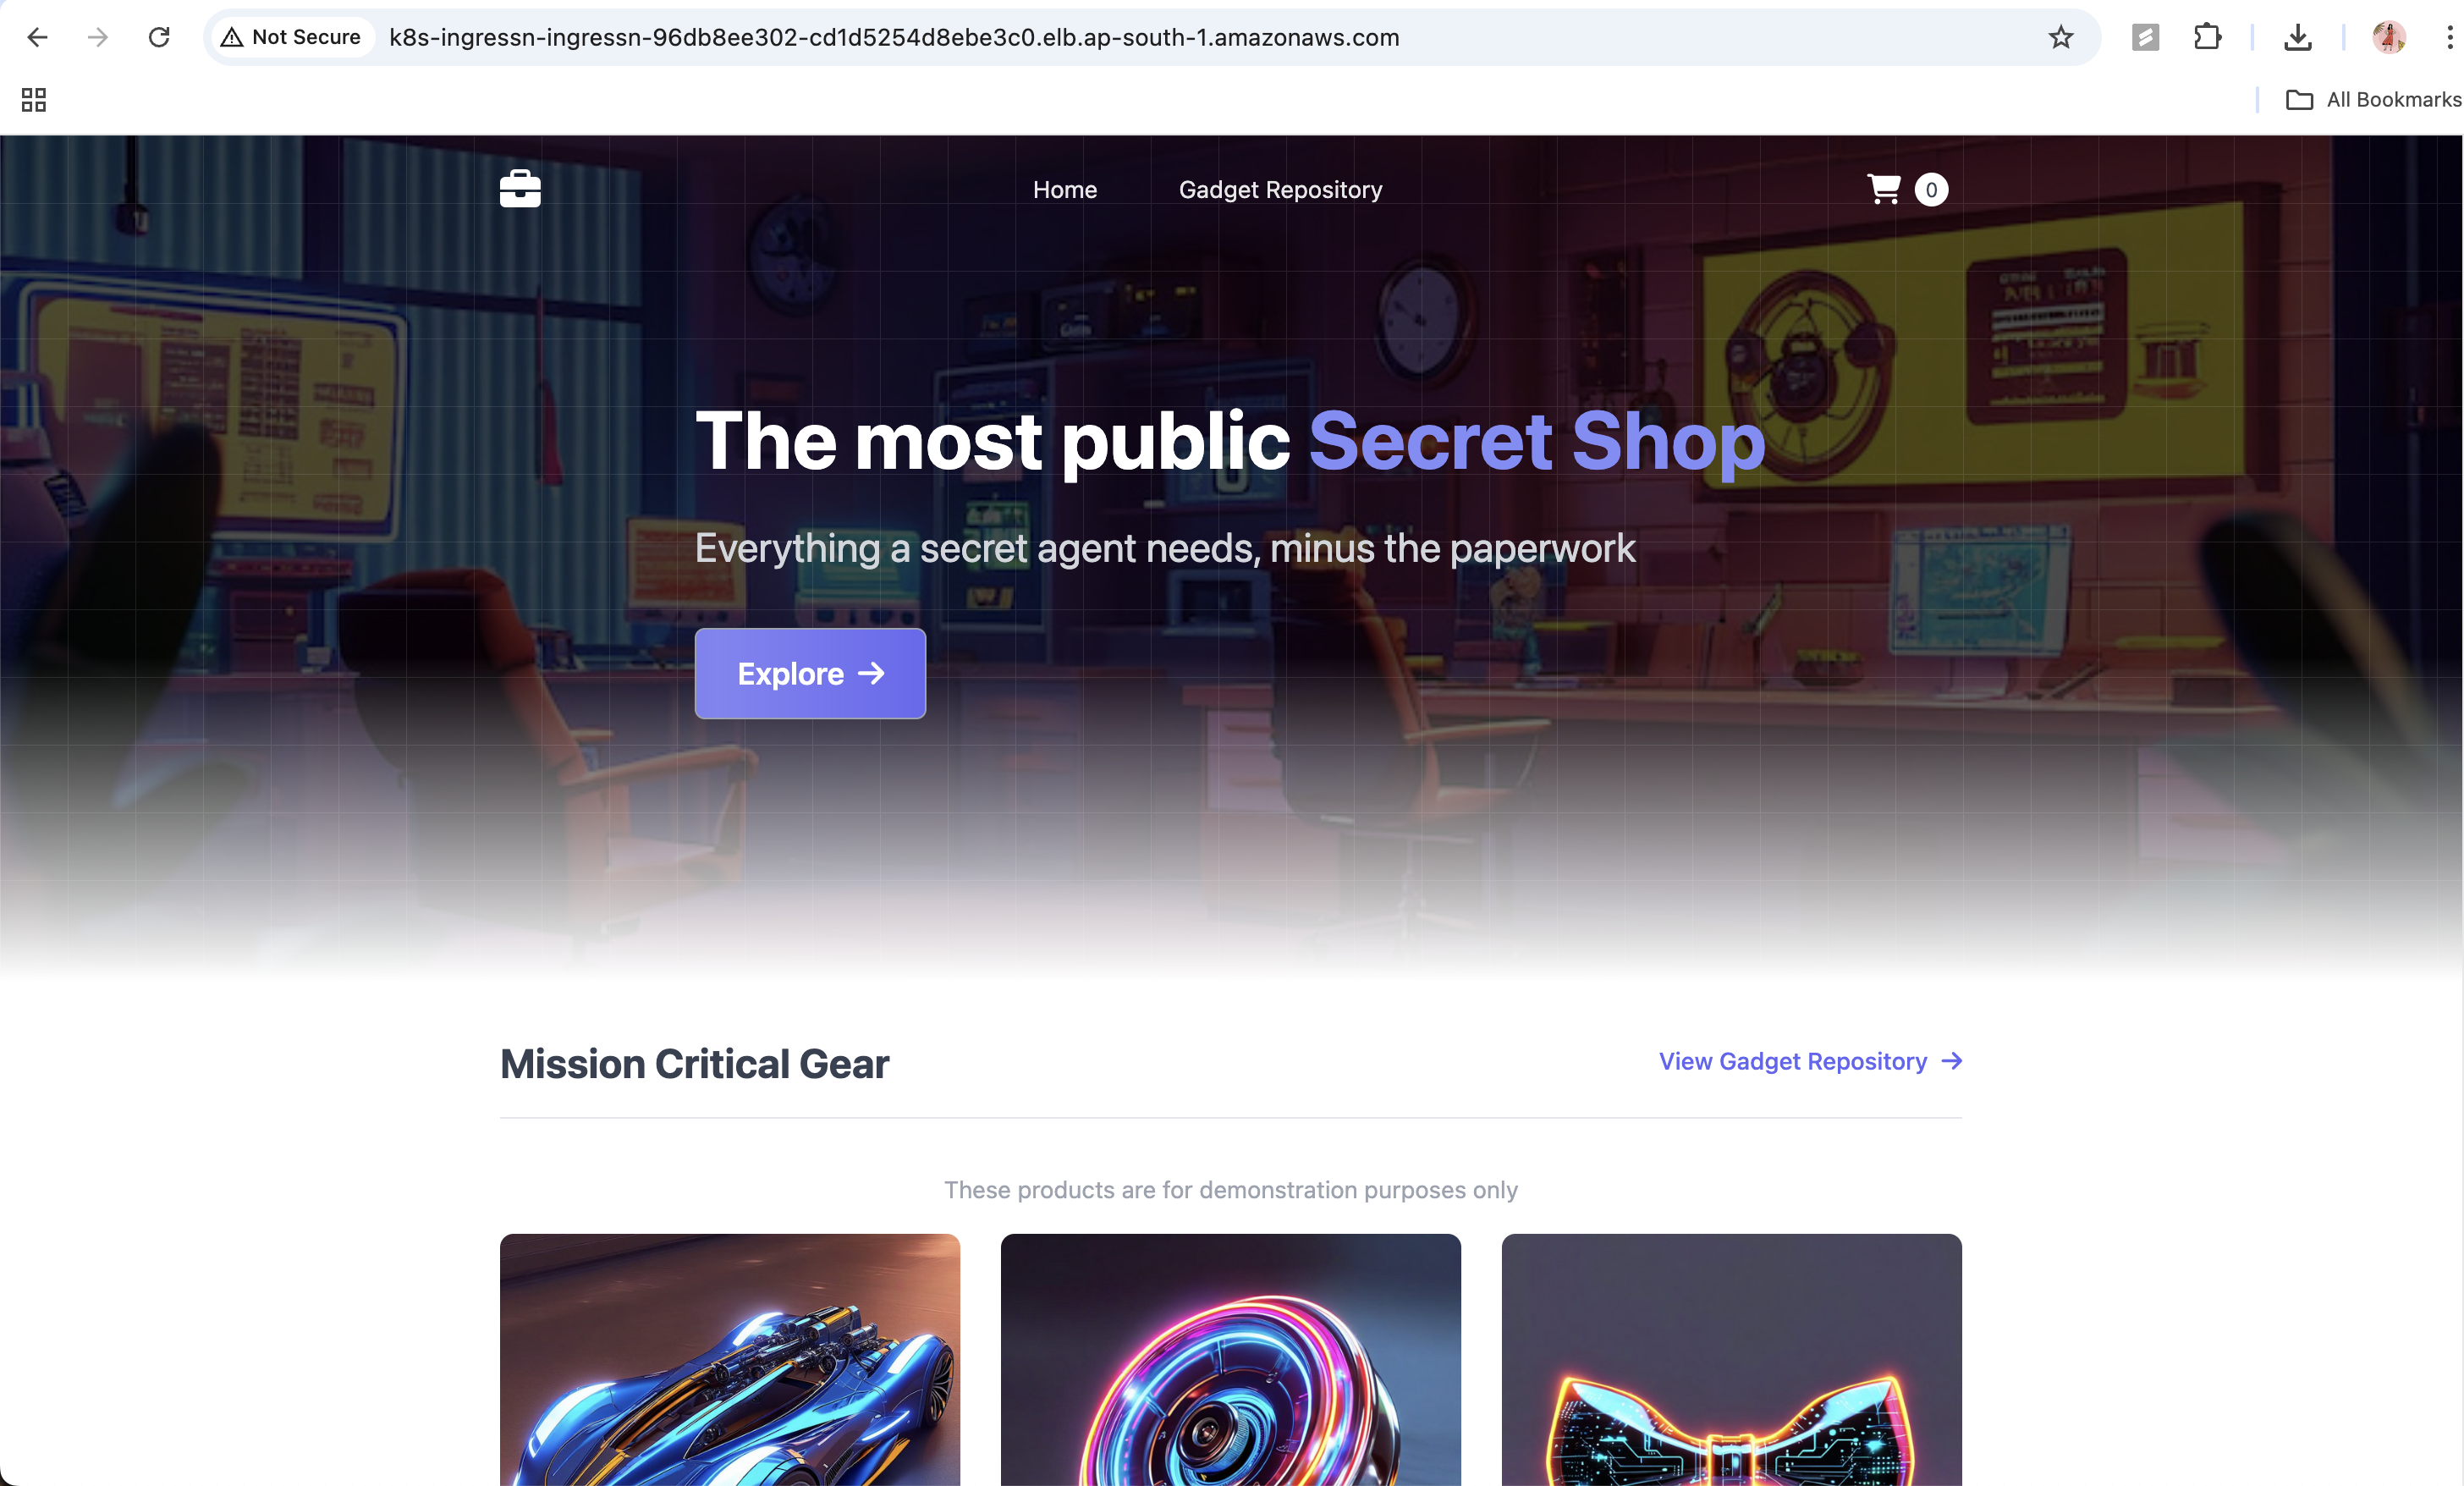 Not Secure k8s-ingressn-ingressn-96db8ee302-cd1d5254d8ebe3c0.elb.ap-south-1.amazonaws.com
All Bookmarks
Home Gadget Repository 0
The most public Secret Shop
Everything a secret agent needs, minus the paperwork
Explore →
Mission Critical Gear View Gadget Repository →
These products are for demonstration purposes only